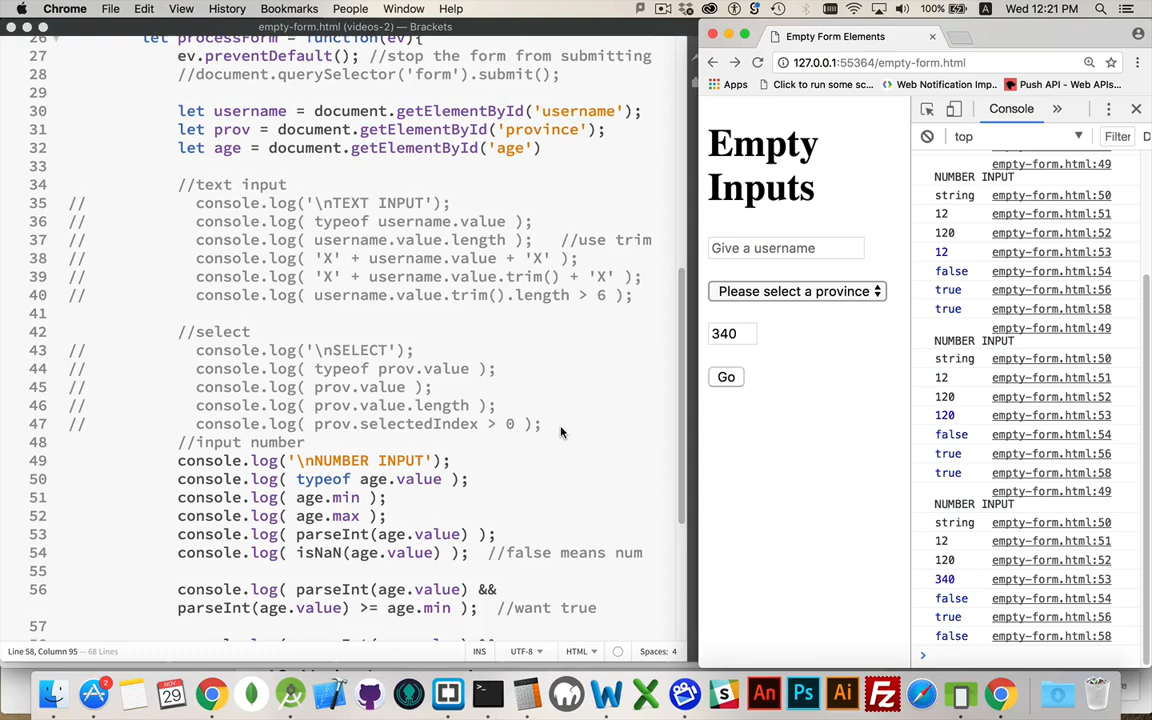 Chrome File Edit View History Bookmarks People Window Help 100% Wed 12:21 PM
empty-form.html (videos-2) — Brackets
26 let processForm = function(ev){
27 ev.preventDefault(); //stop the form from submitting
28 //document.querySelector('form').submit();
29
30 let username = document.getElementById('username');
31 let prov = document.getElementById('province');
32 let age = document.getElementById('age')
33
34 //text input
35 // console.log('\nTEXT INPUT');
36 // console.log( typeof username.value );
37 // console.log( username.value.length ); //use trim
38 // console.log( 'X' + username.value + 'X' );
39 // console.log( 'X' + username.value.trim() + 'X' );
40 // console.log( username.value.trim().length > 6 );
41
42 //select
43 // console.log('\nSELECT');
44 // console.log( typeof prov.value );
45 // console.log( prov.value );
46 // console.log( prov.value.length );
47 // console.log( prov.selectedIndex > 0 );
48 //input number
49 console.log('\nNUMBER INPUT');
50 console.log( typeof age.value );
51 console.log( age.min );
52 console.log( age.max );
53 console.log( parseInt(age.value) );
54 console.log( isNaN(age.value) ); //false means num
55
56 console.log( parseInt(age.value) &&
parseInt(age.value) >= age.min ); //want true
57
Line 58, Column 95 — 68 Lines INS UTF-8 HTML Spaces: 4
Empty Form Elements
127.0.0.1:55364/empty-form.html
Apps Click to run some sc... Web Notification Imp.. Push API - Web APIs..
Empty
Inputs
Give a username
Please select a province
340
Go
Console »
top Filter D
empty-form.html:49
NUMBER INPUT
string empty-form.html:50
12 empty-form.html:51
120 empty-form.html:52
12 empty-form.html:53
false empty-form.html:54
true empty-form.html:56
true empty-form.html:58
empty-form.html:49
NUMBER INPUT
string empty-form.html:50
12 empty-form.html:51
120 empty-form.html:52
120 empty-form.html:53
false empty-form.html:54
true empty-form.html:56
true empty-form.html:58
empty-form.html:49
NUMBER INPUT
string empty-form.html:50
12 empty-form.html:51
120 empty-form.html:52
340 empty-form.html:53
false empty-form.html:54
true empty-form.html:56
false empty-form.html:58
2
NOV
29
S
An
Ps
Ai
Fz